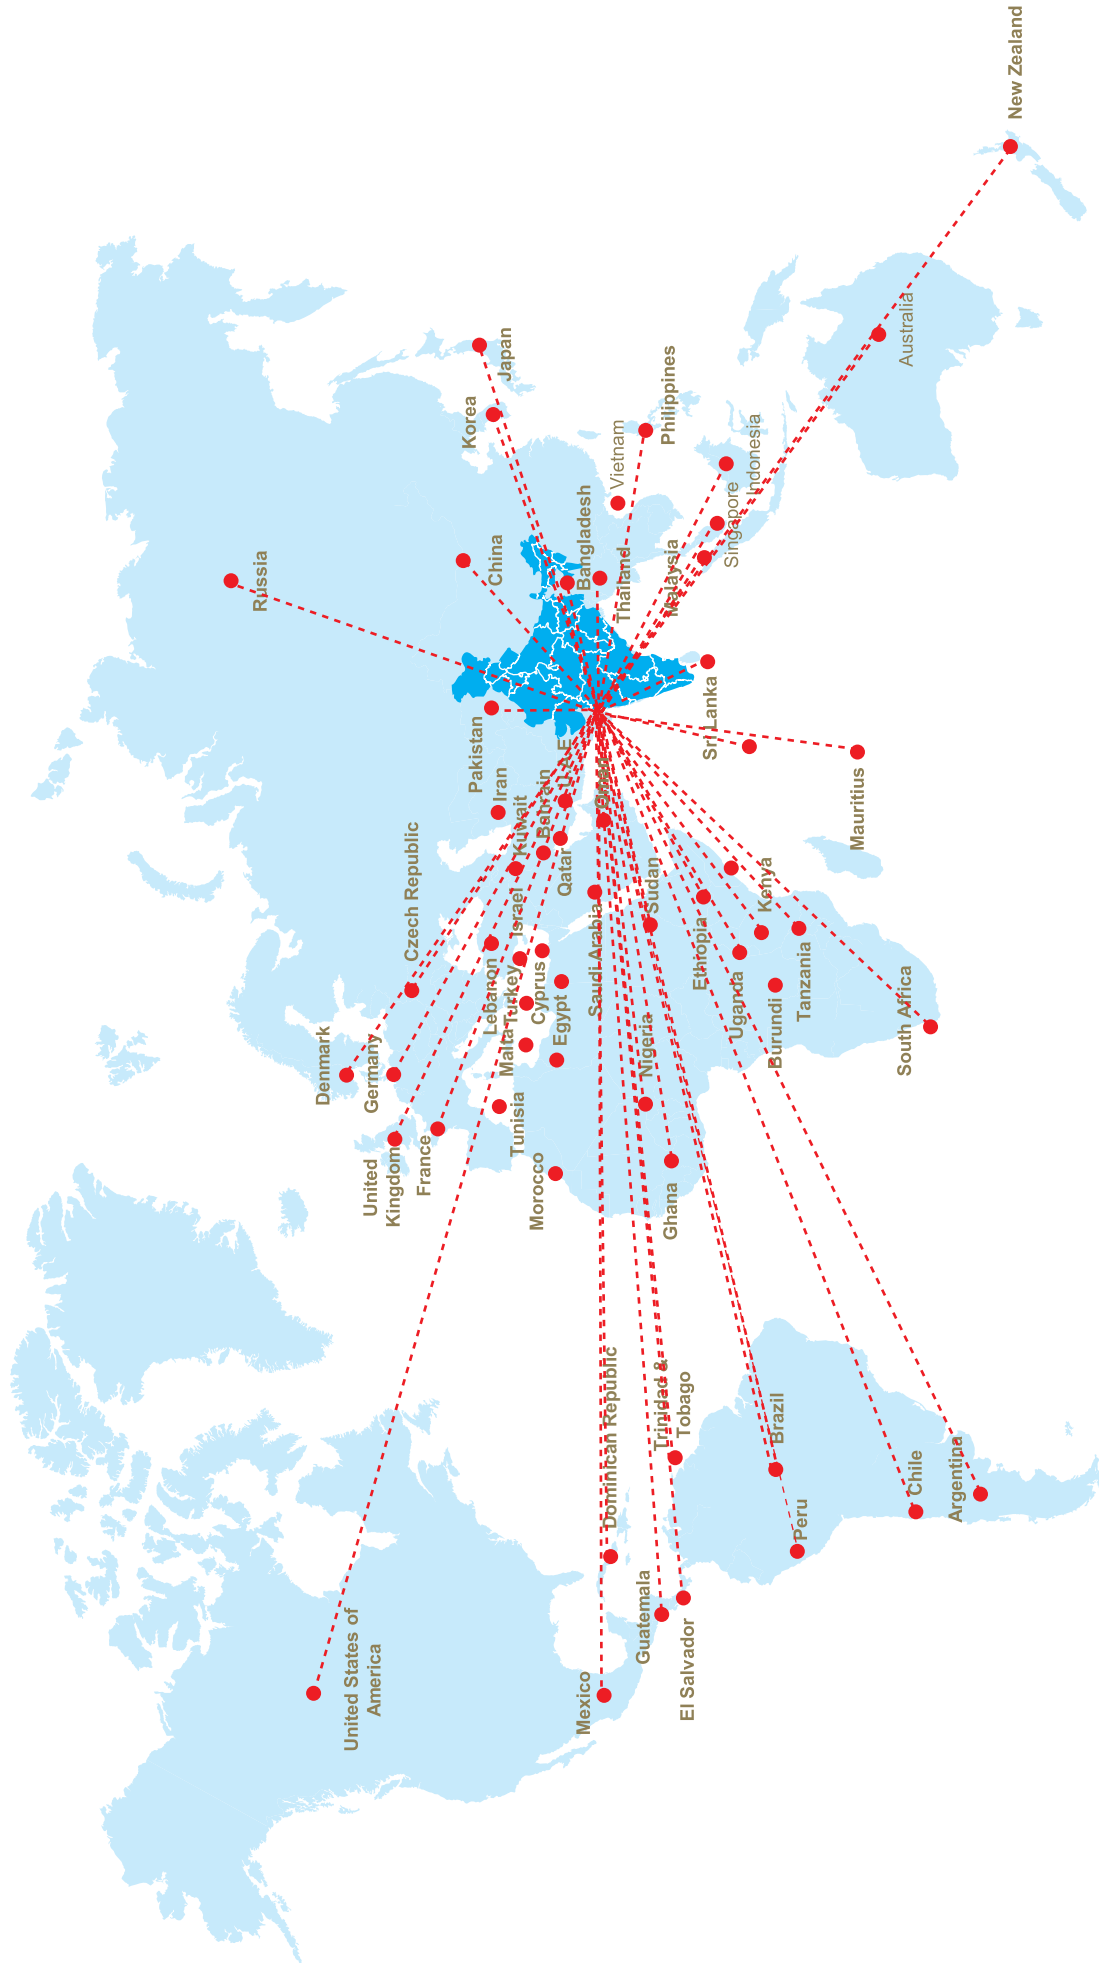 United States of
America
Mexico
Guatemala
El Salvador
Dominican Republic
Trinidad &
Tobago
Peru
Brazil
Chile
Argentina
Denmark
Germany
United
Kingdom
France
Czech Republic
Russia
Morocco
Tunisia
Malta
Turkey
Lebanon
Cyprus
Egypt
Israel
Kuwait
Iran
Bahrain
Qatar
U.A.E
Oman
Saudi Arabia
Sudan
Nigeria
Ghana
Ethiopia
Uganda
Kenya
Burundi
Tanzania
South Africa
Mauritius
Pakistan
Sri Lanka
China
Korea
Japan
Bangladesh
Thailand
Vietnam
Philippines
Malaysia
Singapore
Indonesia
Australia
New Zealand